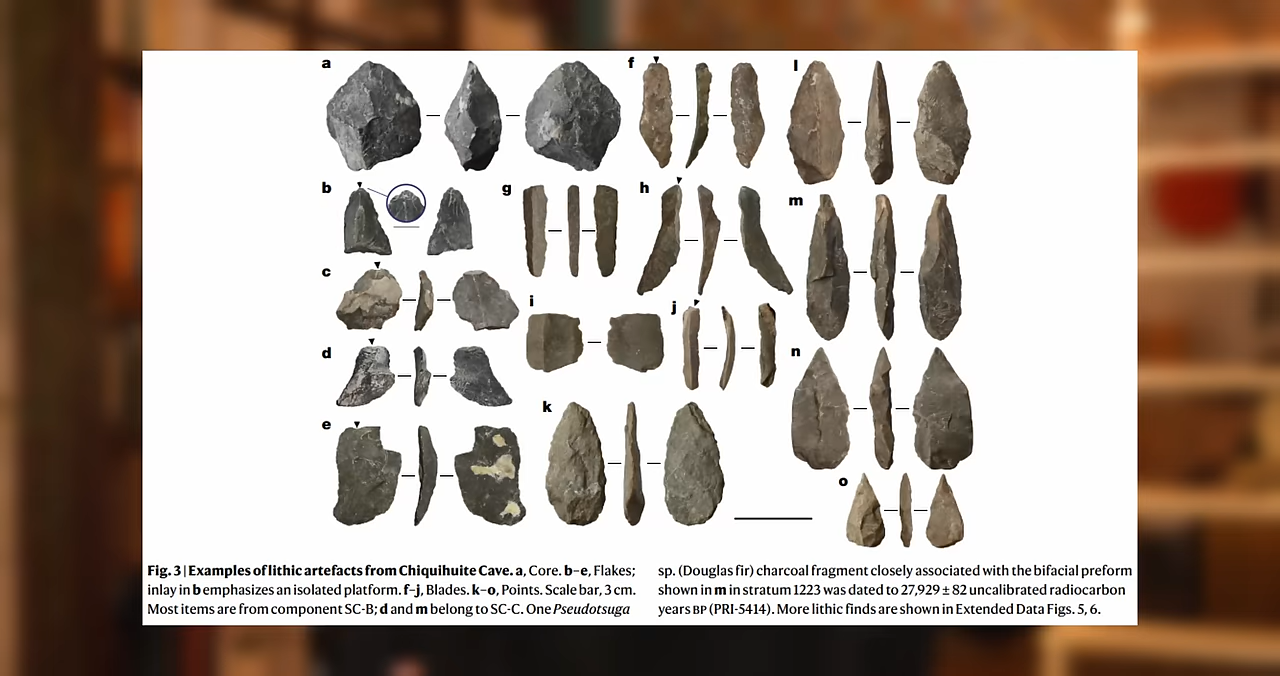 a
f
l
b
g
h
m
c
i
j
d
n
k
e
o
Fig. 3 | Examples of lithic artefacts from Chiquihuite Cave. a, Core. b–e, Flakes;
inlay in b emphasizes an isolated platform. f–j, Blades. k–o, Points. Scale bar, 3 cm.
Most items are from component SC-B; d and m belong to SC-C. One Pseudotsuga
sp. (Douglas fir) charcoal fragment closely associated with the bifacial preform
shown in m in stratum 1223 was dated to 27,929 ± 82 uncalibrated radiocarbon
years BP (PRI-5414). More lithic finds are shown in Extended Data Figs. 5, 6.